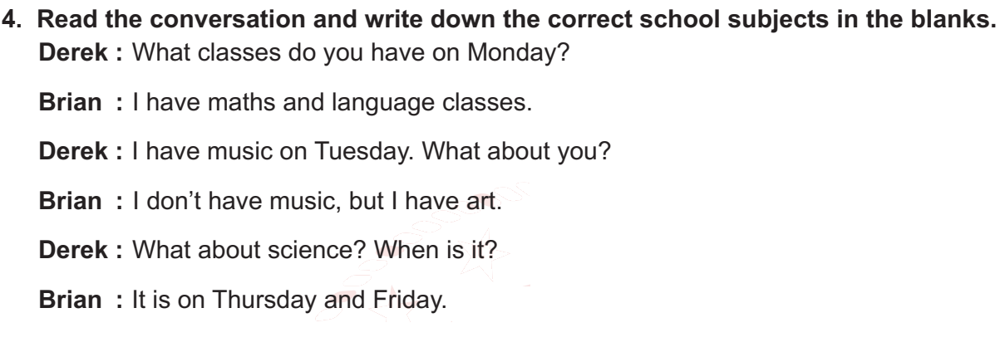 4. Read the conversation and write down the correct school subjects in the blanks.
Derek : What classes do you have on Monday?
Brian : I have maths and language classes.
Derek : I have music on Tuesday. What about you?
Brian : I don’t have music, but I have art.
Derek : What about science? When is it?
Brian : It is on Thursday and Friday.